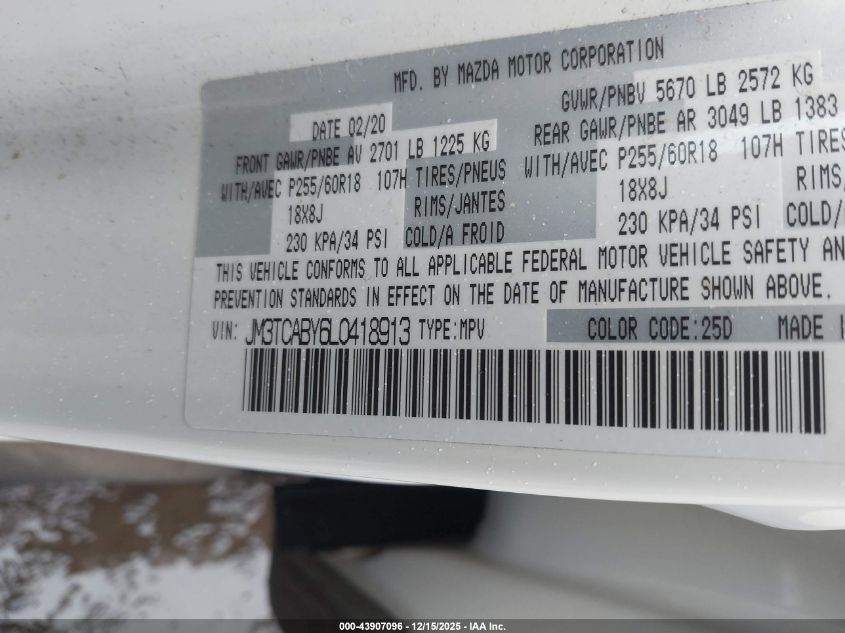 MFD. BY MAZDA MOTOR CORPORATION
DATE 02/20 GVWR/PNBV 5670 LB 2572 KG
FRONT GAWR/PNBE AV 2701 LB 1225 KG REAR GAWR/PNBE AR 3049 LB 1383
WITH/AVEC P255/60R18 107H TIRES/PNEUS WITH/AVEC P255/60R18 107H TIRES
18X8J RIMS/JANTES 18X8J RIMS/
230 KPA/34 PSI COLD/A FROID 230 KPA/34 PSI COLD/
THIS VEHICLE CONFORMS TO ALL APPLICABLE FEDERAL MOTOR VEHICLE SAFETY
PREVENTION STANDARDS IN EFFECT ON THE DATE OF MANUFACTURE SHOWN ABOVE.
VIN: JM3TCABY6L0418913 TYPE:MPV COLOR CODE:25D MADE
000-43907096 - 12/15/2025 - IAA Inc.